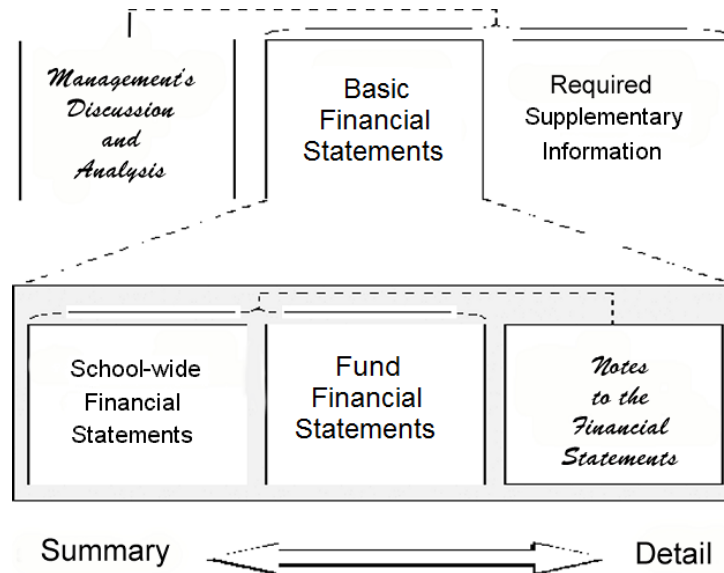 Management's
Discussion
and
Analysis
Basic
Financial
Statements
Required
Supplementary
Information
School-wide
Financial
Statements
Fund
Financial
Statements
Notes
to the
Financial
Statements
Summary
Detail